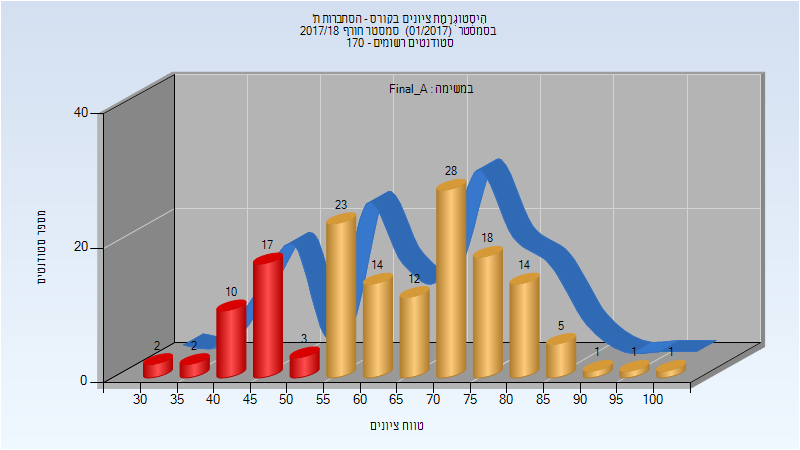 היסטוגרמת ציונים בקורס - הסתברות ת'
בסמסטר (01/2017) סמסטר חורף 2017/18
סטודנטים רשומים - 170
במשימה : Final_A
מספר סטודנטים
40
20
0
2
2
10
17
3
23
14
12
28
18
14
5
1
1
1
30 35 40 45 50 55 60 65 70 75 80 85 90 95 100
טווח ציונים